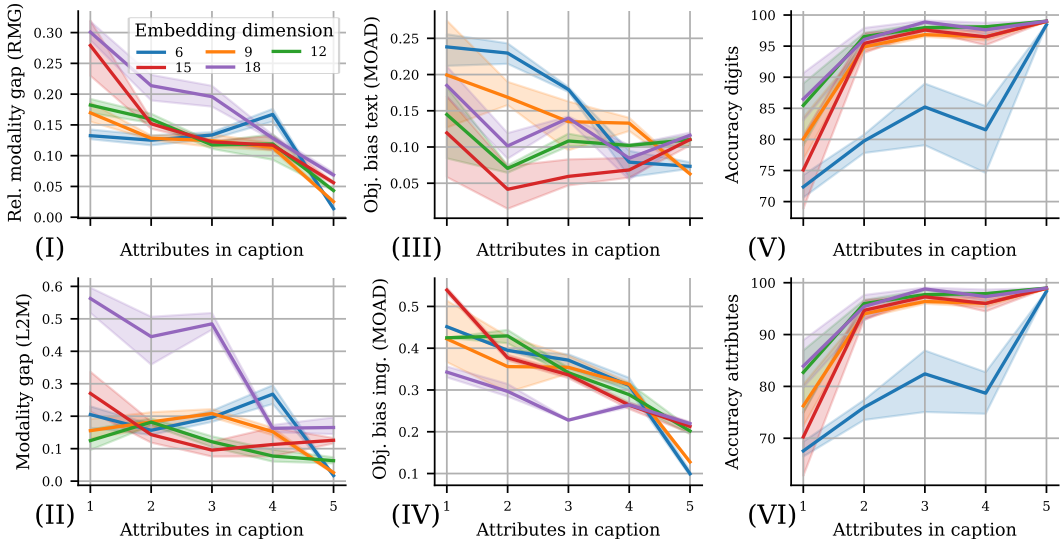 Embedding dimension
6 9 12
15 18
Rel. modality gap (RMG)
0.30
0.25
0.20
0.15
0.10
0.05
0.00
(I)
Attributes in caption
Obj. bias text (MOAD)
0.25
0.20
0.15
0.10
0.05
(III)
Attributes in caption
Accuracy digits
100
95
90
85
80
75
70
(V)
Attributes in caption
Modality gap (L2M)
0.6
0.5
0.4
0.3
0.2
0.1
0.0
1 2 3 4 5
(II)
Attributes in caption
Obj. bias img. (MOAD)
0.5
0.4
0.3
0.2
0.1
1 2 3 4 5
(IV)
Attributes in caption
Accuracy attributes
100
90
80
70
1 2 3 4 5
(VI)
Attributes in caption